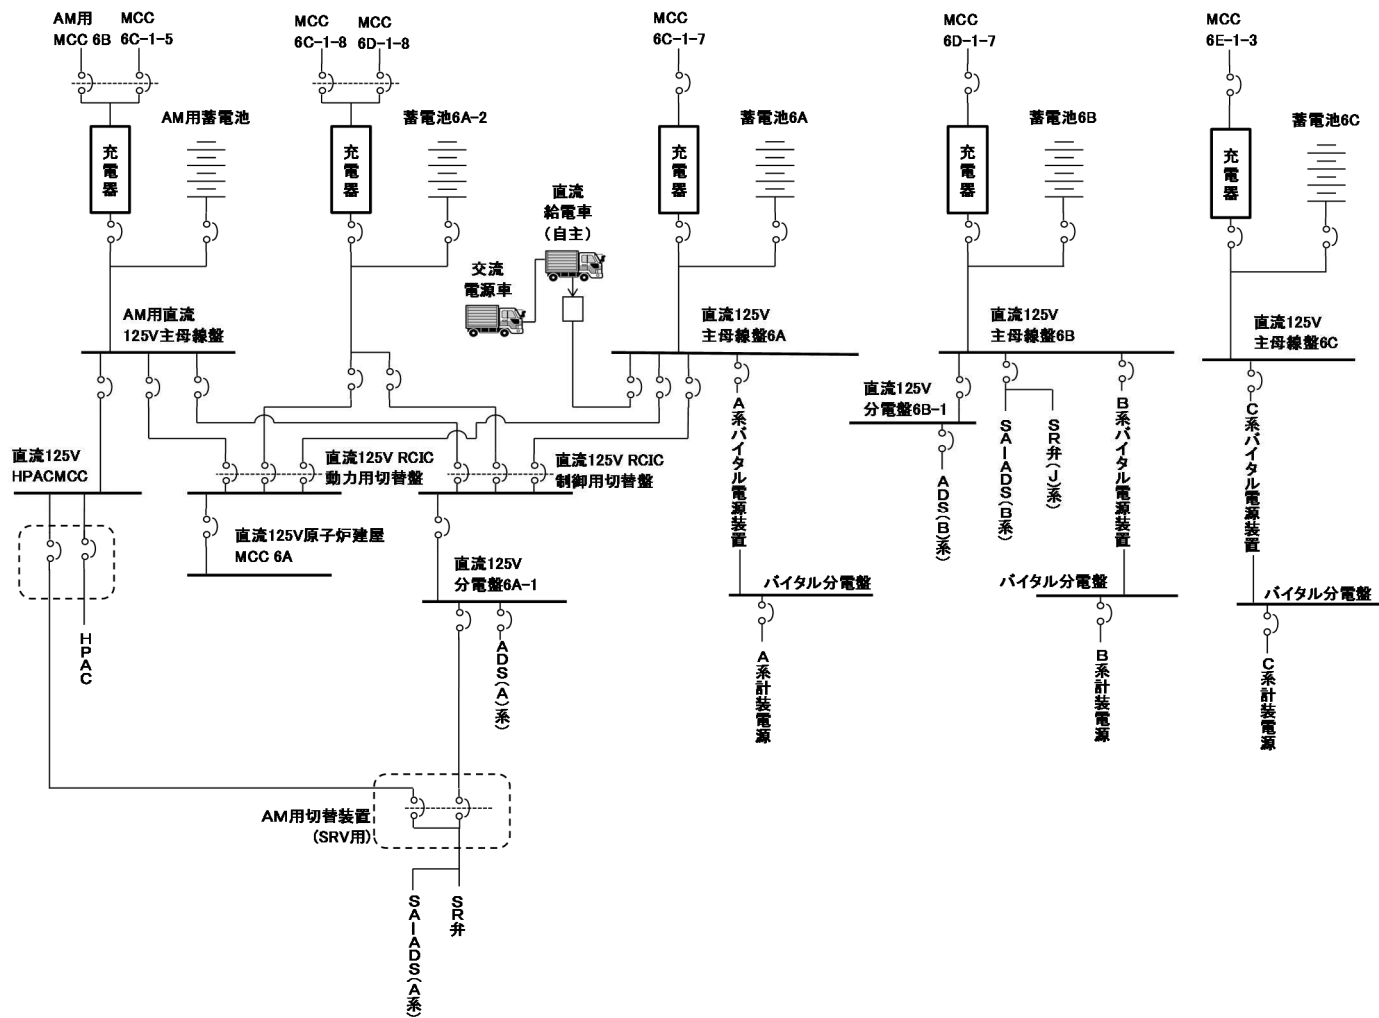 AM用
MCC 6B
MCC
6C-1-5
MCC
6C-1-8
MCC
6D-1-8
MCC
6C-1-7
MCC
6D-1-7
MCC
6E-1-3
AM用蓄電池
蓄電池6A-2
蓄電池6A
蓄電池6B
蓄電池6C
充電器
充電器
充電器
充電器
充電器
直流
給電車
(自主)
交流
電源車
AM用直流
125V主母線盤
直流125V
主母線盤6A
直流125V
主母線盤6B
直流125V
主母線盤6C
直流125V
分電盤6B-1
直流125V
HPACMCC
直流125V RCIC
動力用切替盤
直流125V RCIC
制御用切替盤
A系バイタル電源装置
ADS(B)系)
SAIADS(B系)
SR弁(J)系)
B系バイタル電源装置
C系バイタル電源装置
直流125V原子炉建屋
MCC 6A
直流125V
分電盤6A-1
バイタル分電盤
バイタル分電盤
バイタル分電盤
HPAC
ADS(A)系)
A系計装電源
B系計装電源
C系計装電源
AM用切替装置
(SRV用)
SAIADS(A系)
SR弁